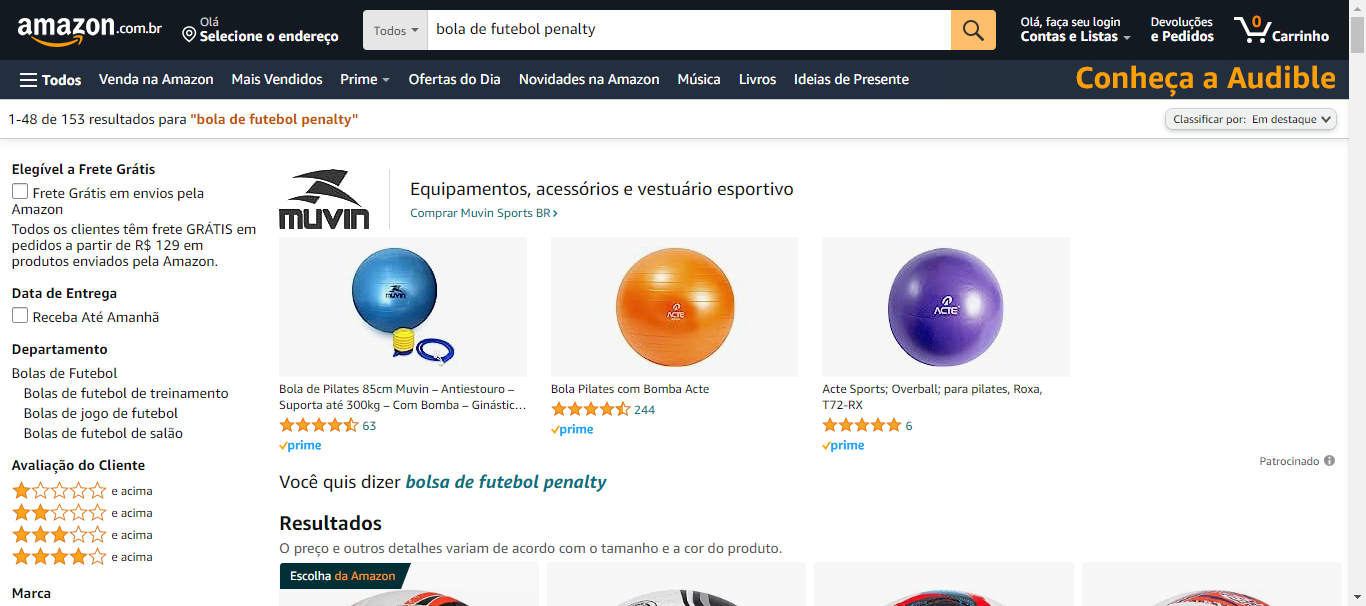 amazon.com.br
Olá
Selecione o endereço
Todos
bola de futebol penalty
Olá, faça seu login
Contas e Listas
Devoluções
e Pedidos
0
Carrinho
Todos Venda na Amazon Mais Vendidos Prime Ofertas do Dia Novidades na Amazon Música Livros Ideias de Presente
Conheça a Audible
1-48 de 153 resultados para "bola de futebol penalty"
Classificar por: Em destaque
Elegível a Frete Grátis
Frete Grátis em envios pela
Amazon
Todos os clientes têm frete GRÁTIS em
pedidos a partir de R$ 129 em
produtos enviados pela Amazon.
Data de Entrega
Receba Até Amanhã
Departamento
Bolas de Futebol
Bolas de futebol de treinamento
Bolas de jogo de futebol
Bolas de futebol de salão
Avaliação do Cliente
e acima
e acima
e acima
e acima
Marca
MUVIN
Equipamentos, acessórios e vestuário esportivo
Comprar Muvin Sports BR
MUVIN
Bola de Pilates 85cm Muvin – Antiestouro –
Suporta até 300kg – Com Bomba – Ginástic…
63
prime
ACTE
Bola Pilates com Bomba Acte
244
prime
ACTE
Acte Sports; Overball; para pilates, Roxa,
T72-RX
6
prime
Patrocinado
Você quis dizer bolsa de futebol penalty
Resultados
O preço e outros detalhes variam de acordo com o tamanho e a cor do produto.
Escolha da Amazon